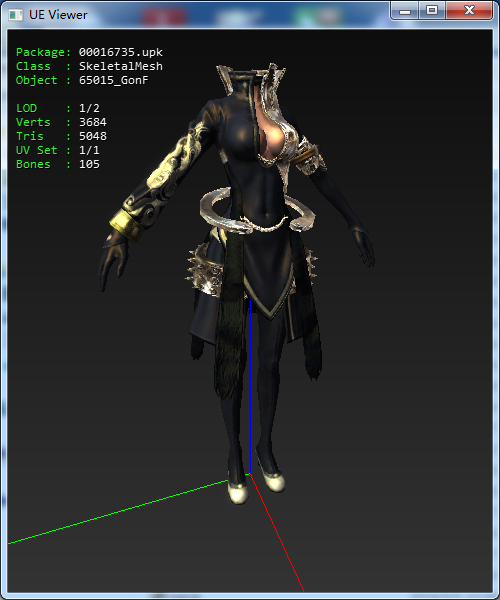 UE Viewer
Package: 00016735.upk
Class : SkeletalMesh
Object : 65015_GonF
LOD : 1/2
Verts : 3684
Tris : 5048
UV Set : 1/1
Bones : 105